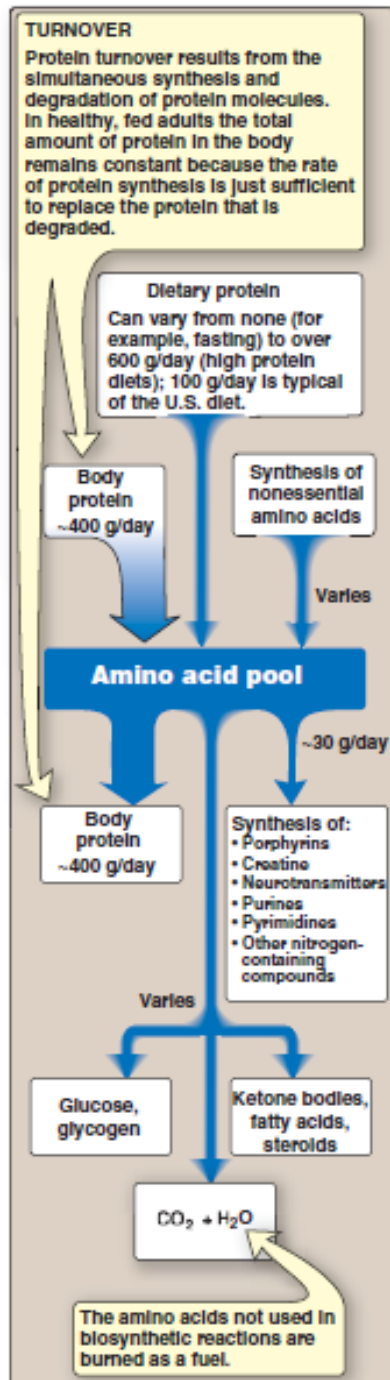 TURNOVER
Protein turnover results from the
simultaneous synthesis and
degradation of protein molecules.
In healthy, fed adults the total
amount of protein in the body
remains constant because the rate
of protein synthesis is just sufficient
to replace the protein that is
degraded.
Dietary protein
Can vary from none (for
example, fasting) to over
600 g/day (high protein
diets); 100 g/day is typical
of the U.S. diet.
Body
protein
~400 g/day
Synthesis of
nonessential
amino acids
Varies
Amino acid pool
~30 g/day
Body
protein
~400 g/day
Synthesis of:
• Porphyrins
• Creatine
• Neurotransmitters
• Purines
• Pyrimidines
• Other nitrogen-
containing
compounds
Varies
Glucose,
glycogen
Ketone bodies,
fatty acids,
steroids
CO₂ + H₂O
The amino acids not used in
biosynthetic reactions are
burned as a fuel.